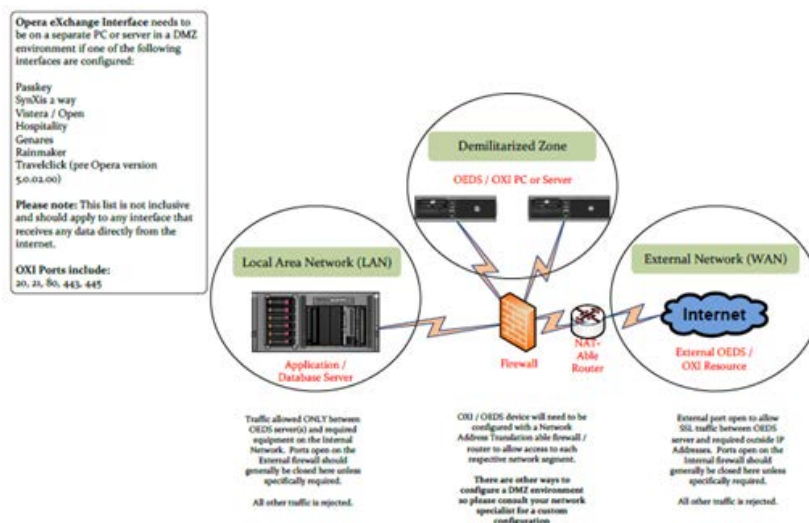 Opera eXchange Interface needs to
be on a separate PC or server in a DMZ
environment if one of the following
interfaces are configured:
Passkey
SynXis 2 way
Vistera / Open
Hospitality
Genares
Rainmaker
Travelclick (pre Opera version
5.0.02.00)
Please note: This list is not inclusive
and should apply to any interface that
receives any data directly from the
internet.
OXI Ports include:
20, 21, 80, 443, 445
Demilitarized Zone
OEDS / OXI PC or Server
Local Area Network (LAN)
Application /
Database Server
Firewall
NAT-
Able
Router
External Network (WAN)
Internet
External OEDS /
OXI Resource
Traffic allowed ONLY between
OEDS server(s) and required
equipment on the Internal
Network. Ports open on the
External firewall should
generally be closed here unless
specifically required.
All other traffic is rejected.
OXI / OEDS device will need to be
configured with a Network
Address Translation able firewall /
router to allow access to each
respective network segment.
There are other ways to
configure a DMZ environment
so please consult your network
specialist for a custom
configuration
External port open to allow
SSL traffic between OEDS
server and required outside IP
Addresses. Ports open on the
Internal firewall should
generally be closed here unless
specifically required.
All other traffic is rejected.